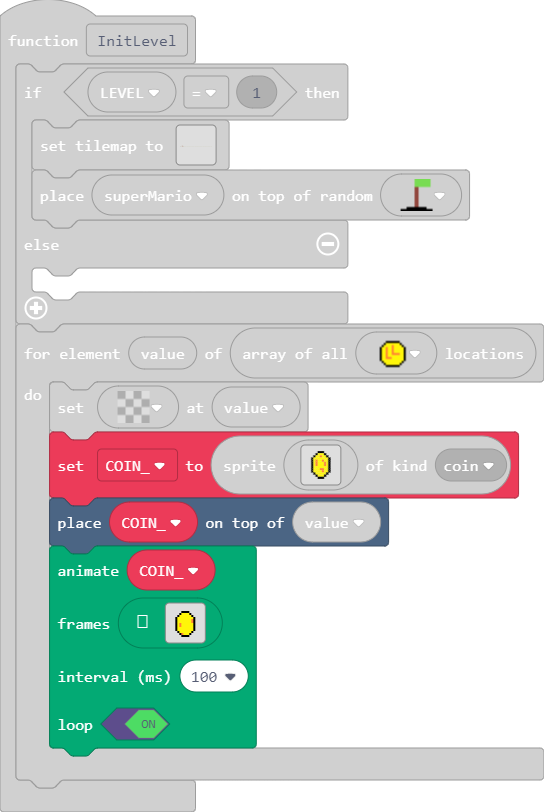 function InitLevel
if LEVEL = 1 then
set tilemap to
place superMario on top of random
else
for element value of array of all locations
do
set at value
set COIN_ to sprite of kind coin
place COIN_ on top of value
animate COIN_
frames
interval (ms) 100
loop ON